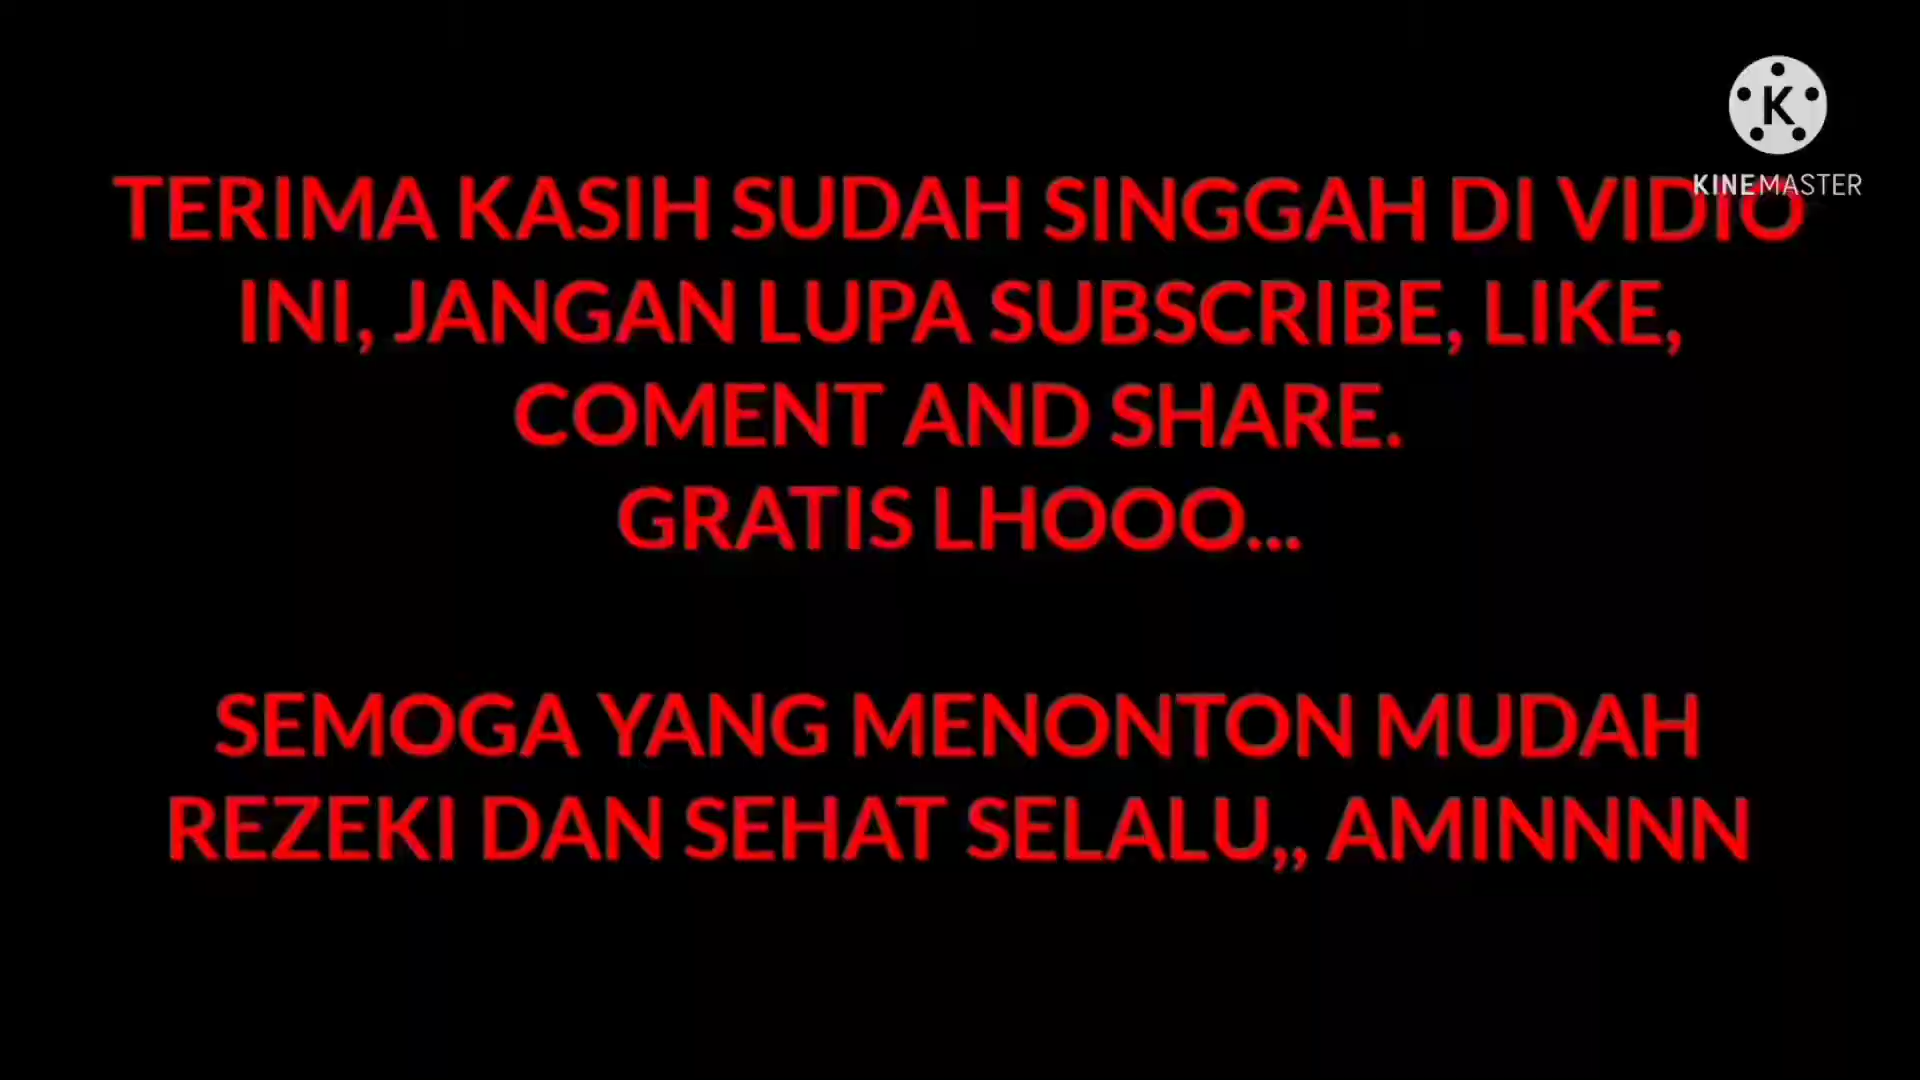 K
KINEMASTER
TERIMA KASIH SUDAH SINGGAH DI VIDIO
INI, JANGAN LUPA SUBSCRIBE, LIKE,
COMENT AND SHARE.
GRATIS LHOOO...
SEMOGA YANG MENONTON MUDAH
REZEKI DAN SEHAT SELALU,, AMINNNN